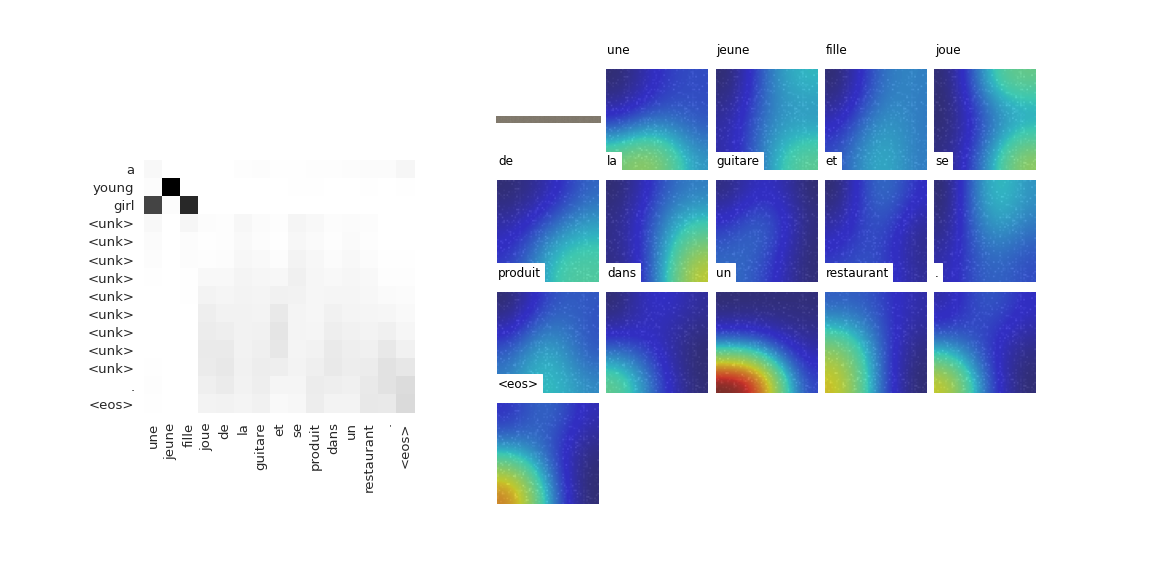 a
young
girl
<unk>
<unk>
<unk>
<unk>
<unk>
<unk>
<unk>
<unk>
<unk>
.
<eos>
une jeune fille joue de la guitare et se produit dans un restaurant . <eos>
une jeune fille joue
de la guitare et se
produit dans un restaurant .
<eos>